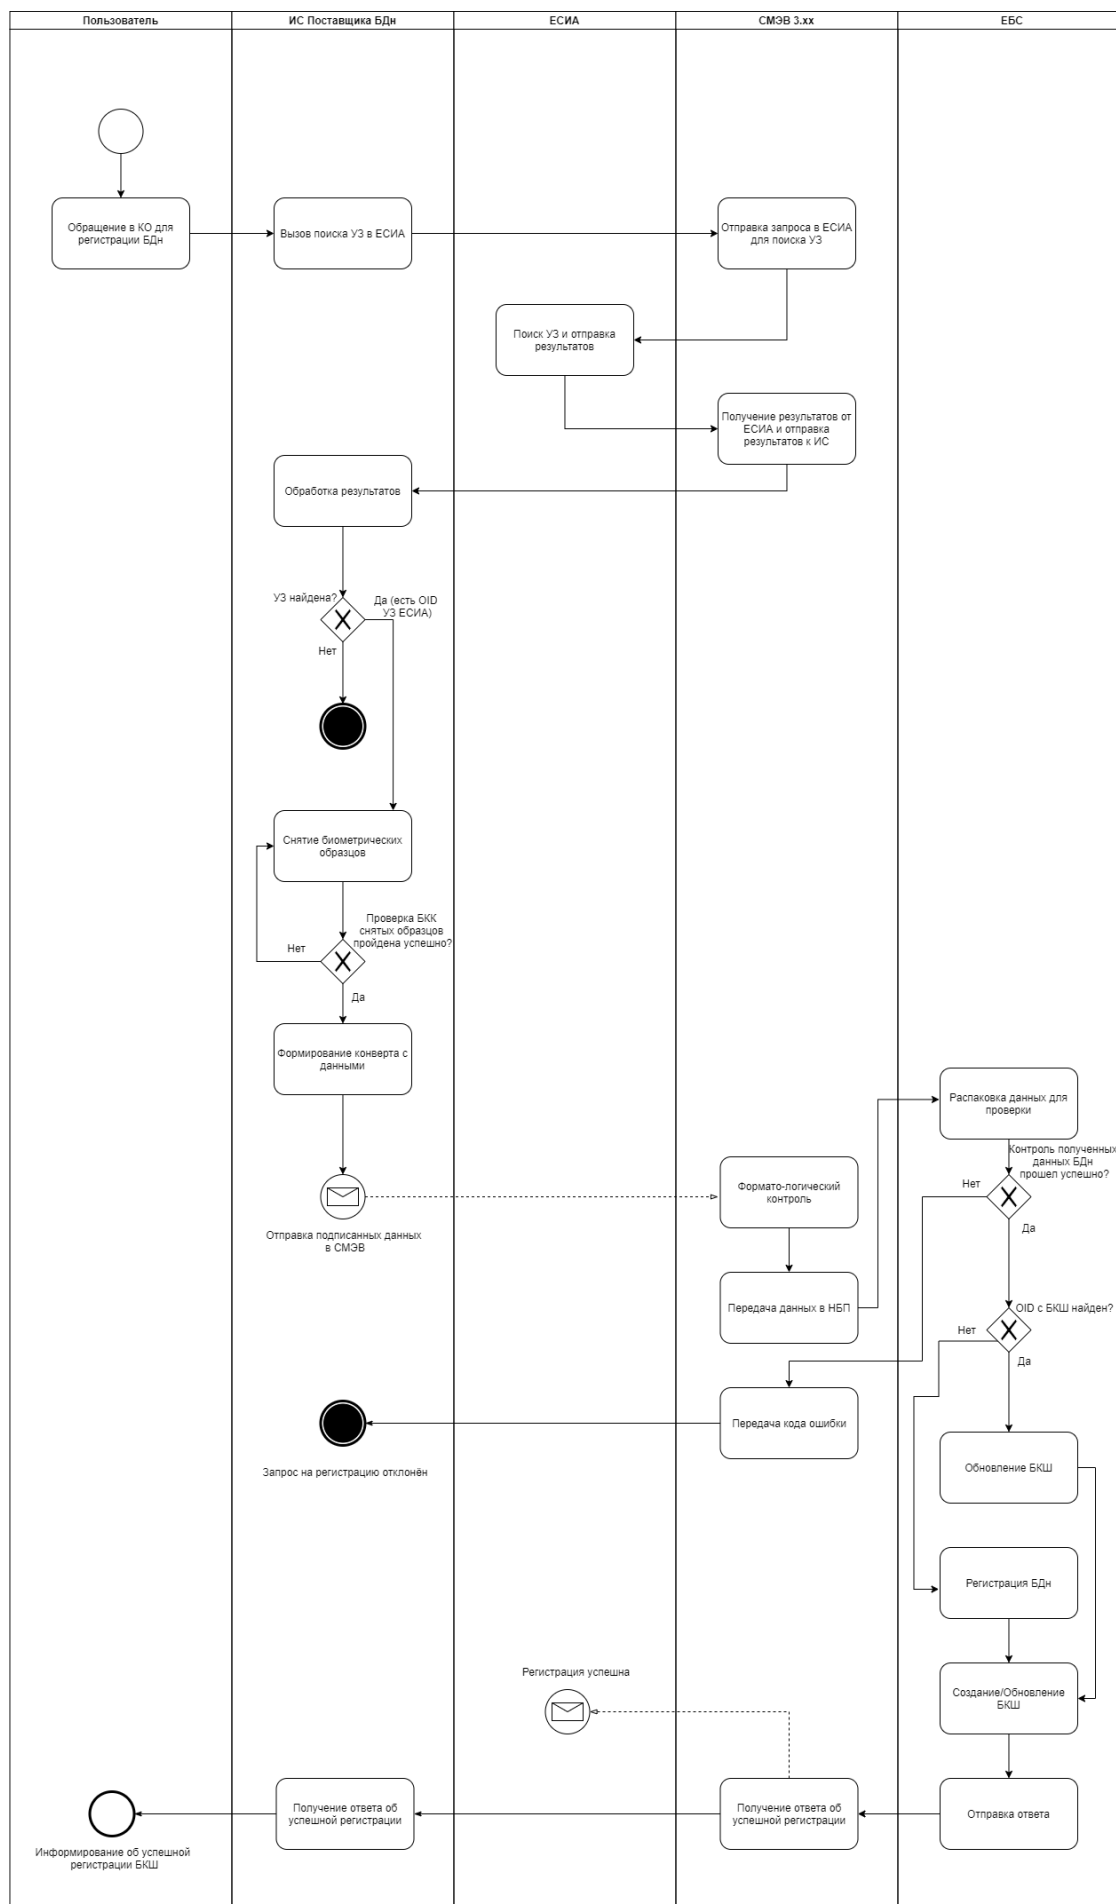 Пользователь
ИС Поставщика БДн
ЕСИА
СМЭВ 3.xx
ЕБС
Обращение в КО для
регистрации БДн
Вызов поиска УЗ в ЕСИА
Отправка запроса в ЕСИА
для поиска УЗ
Поиск УЗ и отправка
результатов
Получение результатов от
ЕСИА и отправка
результатов к ИС
Обработка результатов
УЗ найдена?
Да (есть OID
УЗ ЕСИА)
Нет
Снятие биометрических
образцов
Проверка БКК
снятых образцов
пройдена успешно?
Нет
Да
Формирование конверта с
данными
Отправка подписанных данных
в СМЭВ
Распаковка данных для
проверки
Контроль полученных
данных БДн
прошел успешно?
Нет
Да
Формато-логический
контроль
Передача данных в НБП
OID с БКШ найден?
Нет
Да
Передача кода ошибки
Запрос на регистрацию отклонён
Обновление БКШ
Регистрация БДн
Регистрация успешна
Создание/Обновление
БКШ
Отправка ответа
Получение ответа об
успешной регистрации
Получение ответа об
успешной регистрации
Информирование об успешной
регистрации БКШ